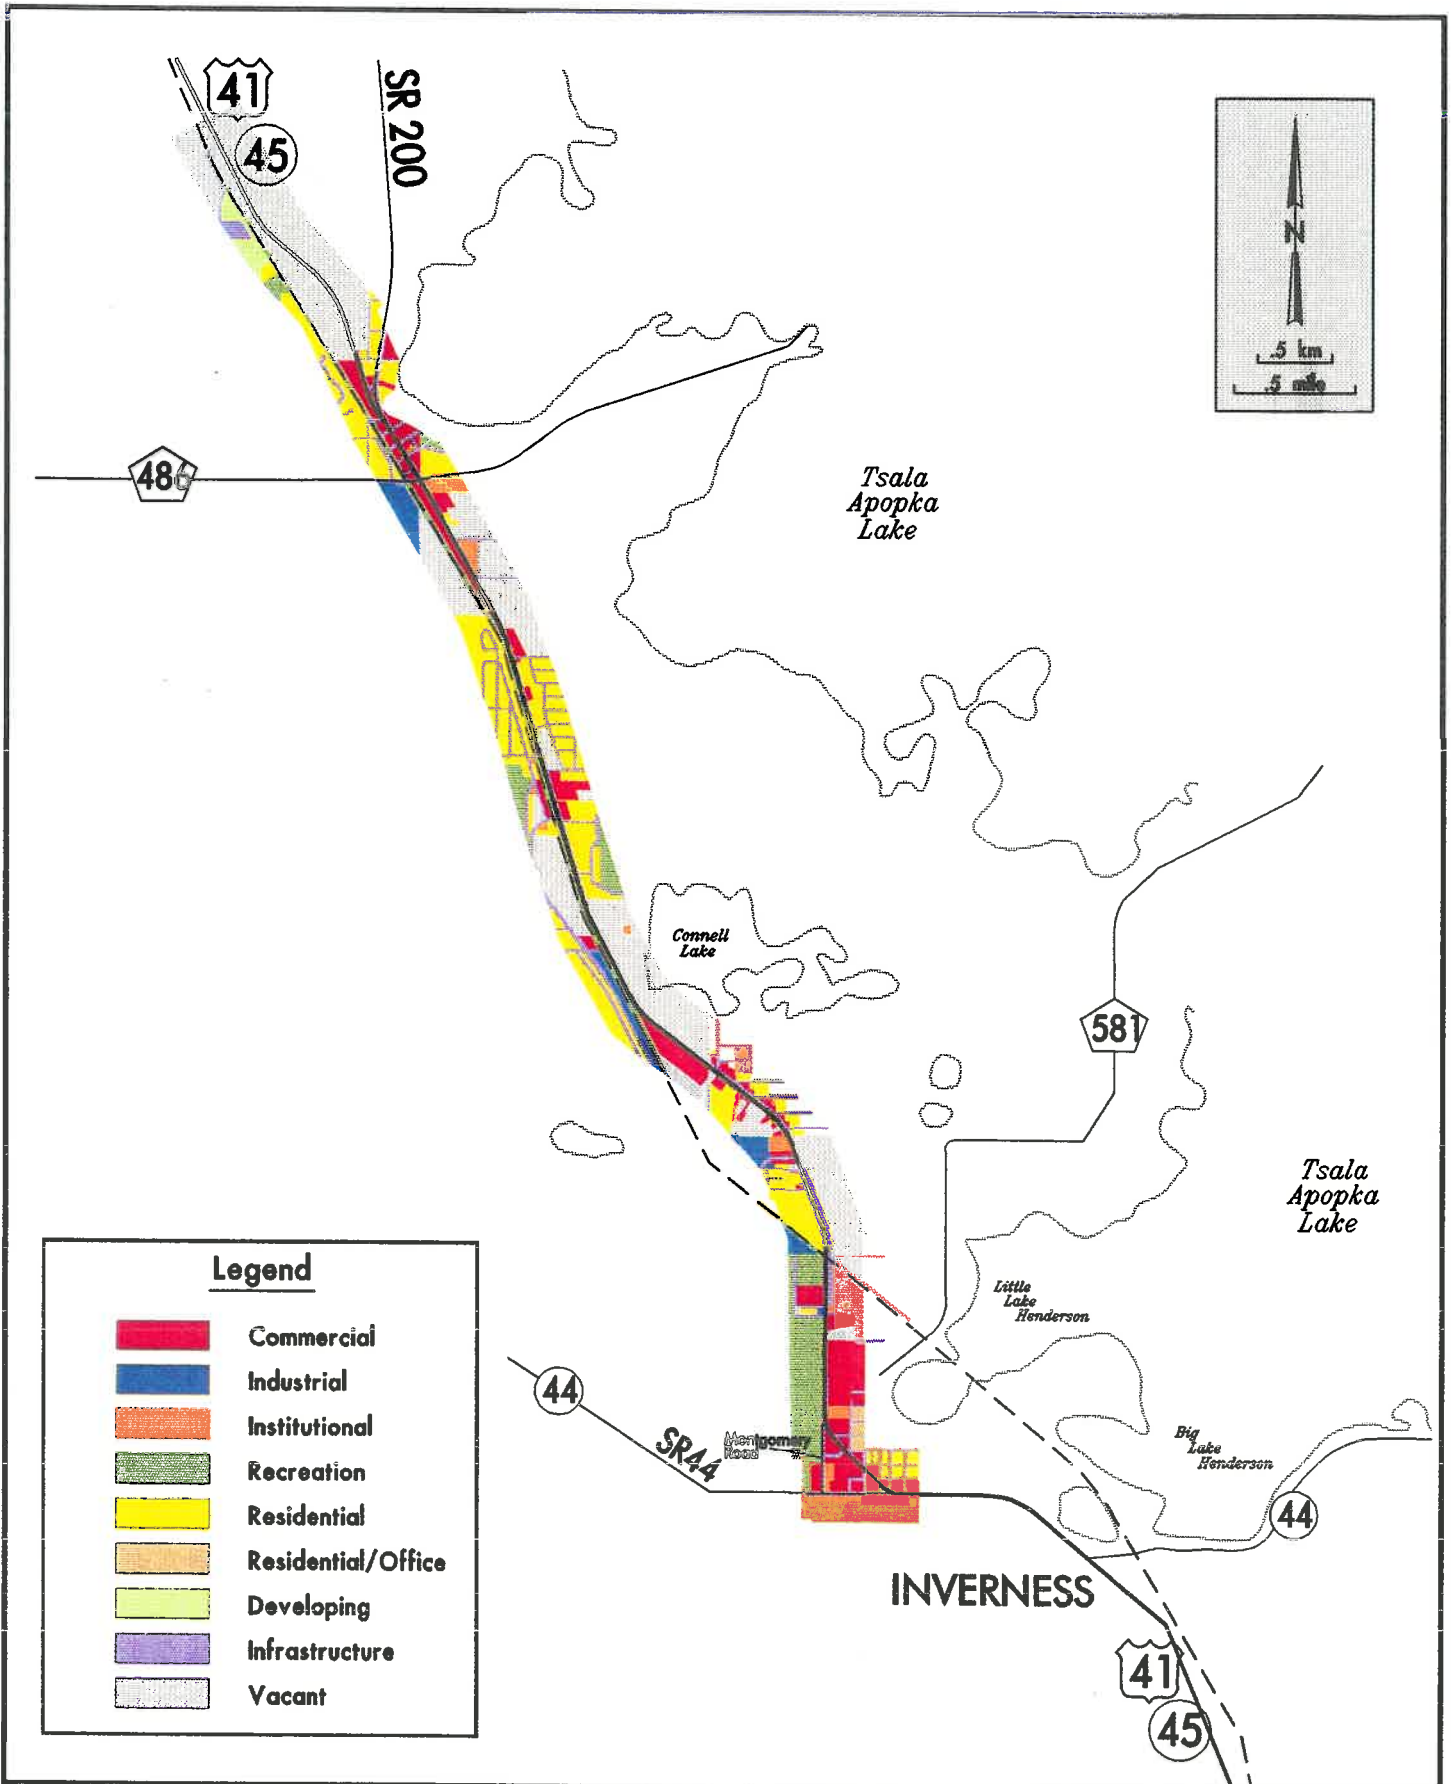 41
45
SR 200
N
.5 km
.5 mile
486
Tsala
Apopka
Lake
Connell
Lake
581
Tsala
Apopka
Lake
Little
Lake
Henderson
Legend
Commercial
Industrial
Institutional
Recreation
Residential
Residential/Office
Developing
Infrastructure
Vacant
44
SR44
Montgomery
Road
Big
Lake
Henderson
44
INVERNESS
41
45